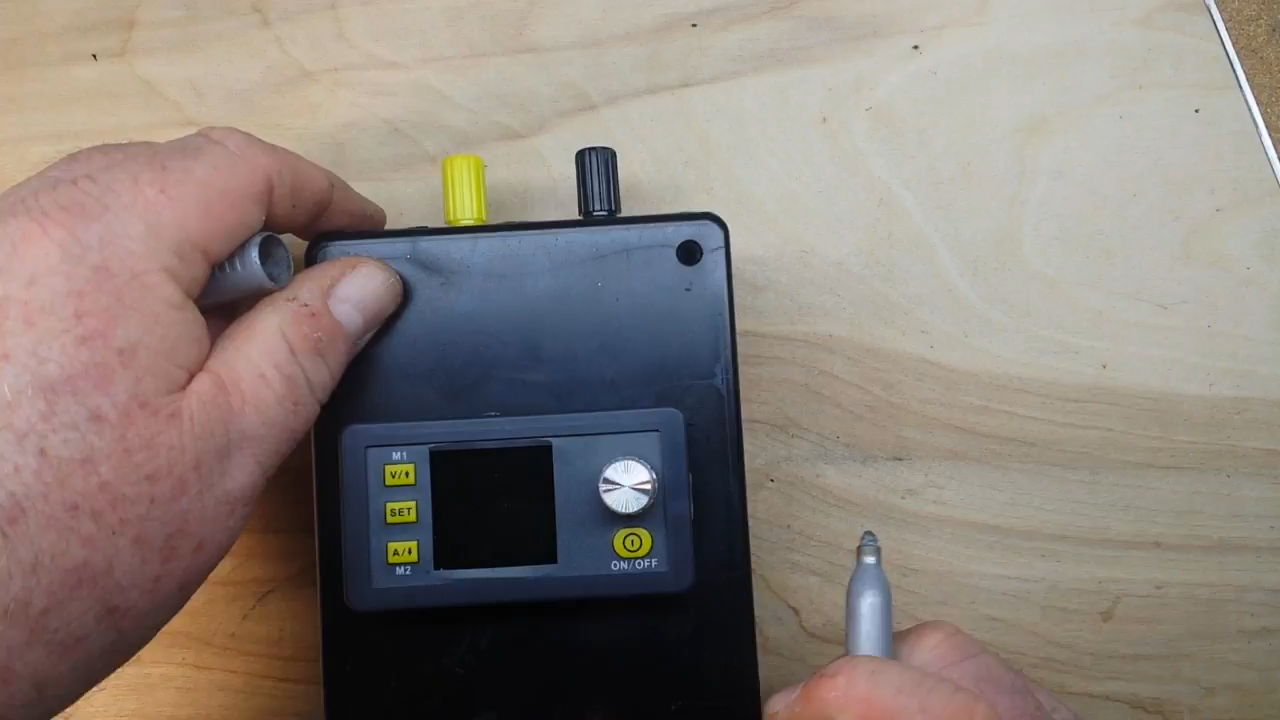 M1
V/⬆
SET
A/⬇
M2
ON/OFF